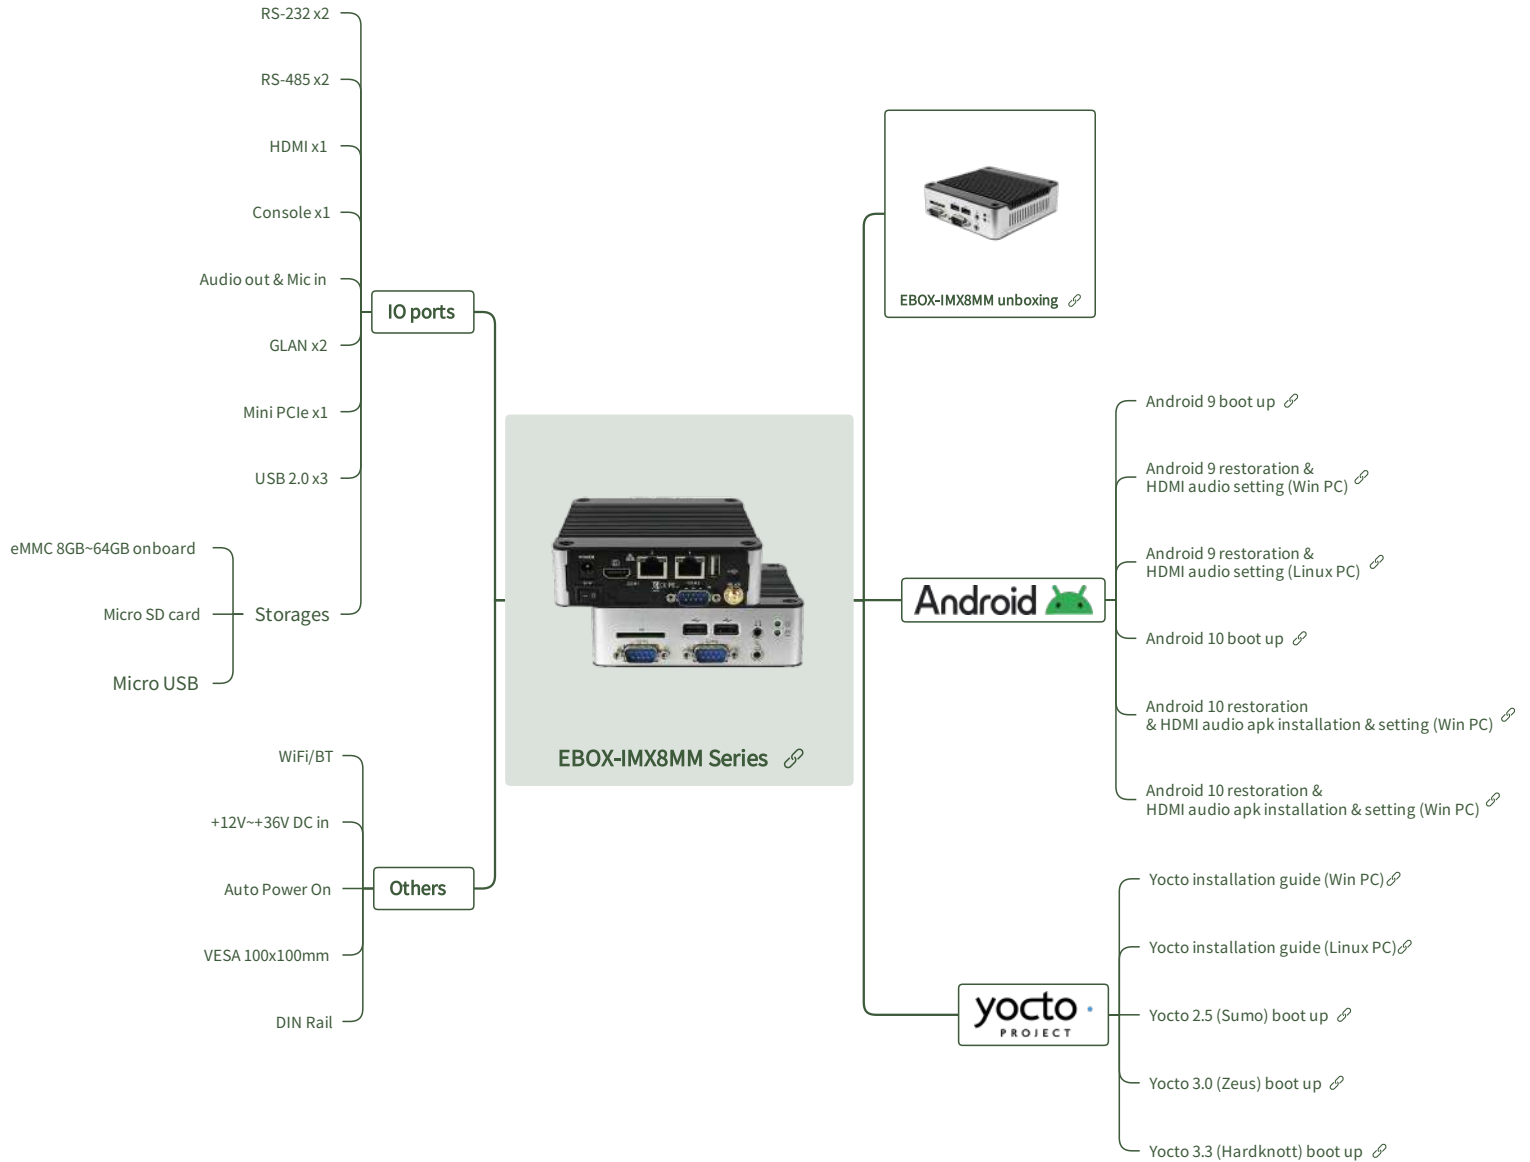 RS-232 x2
RS-485 x2
HDMI x1
Console x1
Audio out & Mic in
GLAN x2
Mini PCIe x1
USB 2.0 x3
Storages
eMMC 8GB~64GB onboard
Micro SD card
Micro USB
IO ports
WiFi/BT
+12V~+36V DC in
Auto Power On
VESA 100x100mm
DIN Rail
Others
POWER
EBOX-IMX8MM Series
EBOX-IMX8MM unboxing
Android
Android 9 boot up
Android 9 restoration &
HDMI audio setting (Win PC)
Android 9 restoration &
HDMI audio setting (Linux PC)
Android 10 boot up
Android 10 restoration
& HDMI audio apk installation & setting (Win PC)
Android 10 restoration &
HDMI audio apk installation & setting (Win PC)
yocto
PROJECT
Yocto installation guide (Win PC)
Yocto installation guide (Linux PC)
Yocto 2.5 (Sumo) boot up
Yocto 3.0 (Zeus) boot up
Yocto 3.3 (Hardknott) boot up